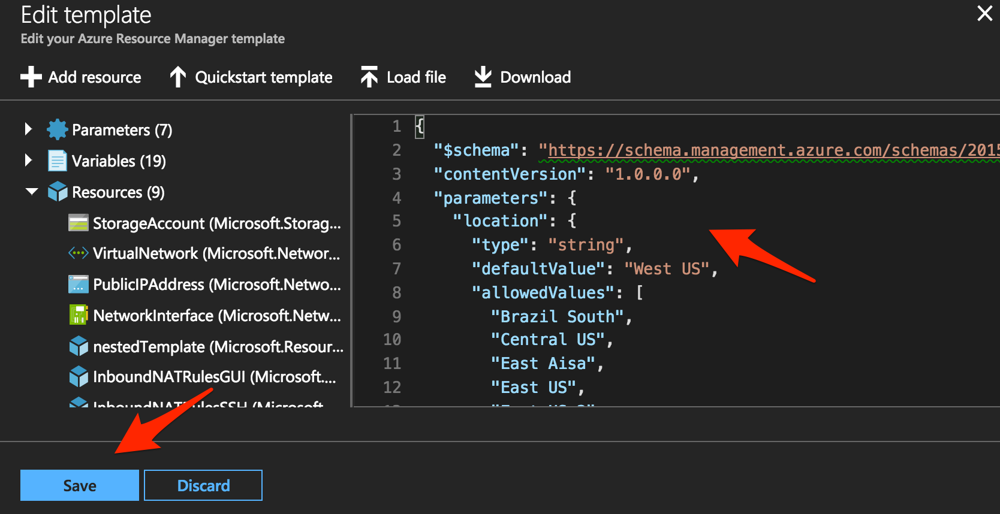 Edit template
Edit your Azure Resource Manager template
Add resource
Quickstart template
Load file
Download
Parameters (7)
Variables (19)
Resources (9)
StorageAccount (Microsoft.Storag...
VirtualNetwork (Microsoft.Networ...
PublicIPAddress (Microsoft.Netwo...
NetworkInterface (Microsoft.Netw...
nestedTemplate (Microsoft.Resour...
InboundNATRulesGUI (Microsoft....
InboundNATRulesSSH (Microsoft
1 {
2 "$schema": "https://schema.management.azure.com/schemas/2015
3 "contentVersion": "1.0.0.0",
4 "parameters": {
5 "location": {
6 "type": "string",
7 "defaultValue": "West US",
8 "allowedValues": [
9 "Brazil South",
10 "Central US",
11 "East Aisa",
12 "East US",
Save
Discard